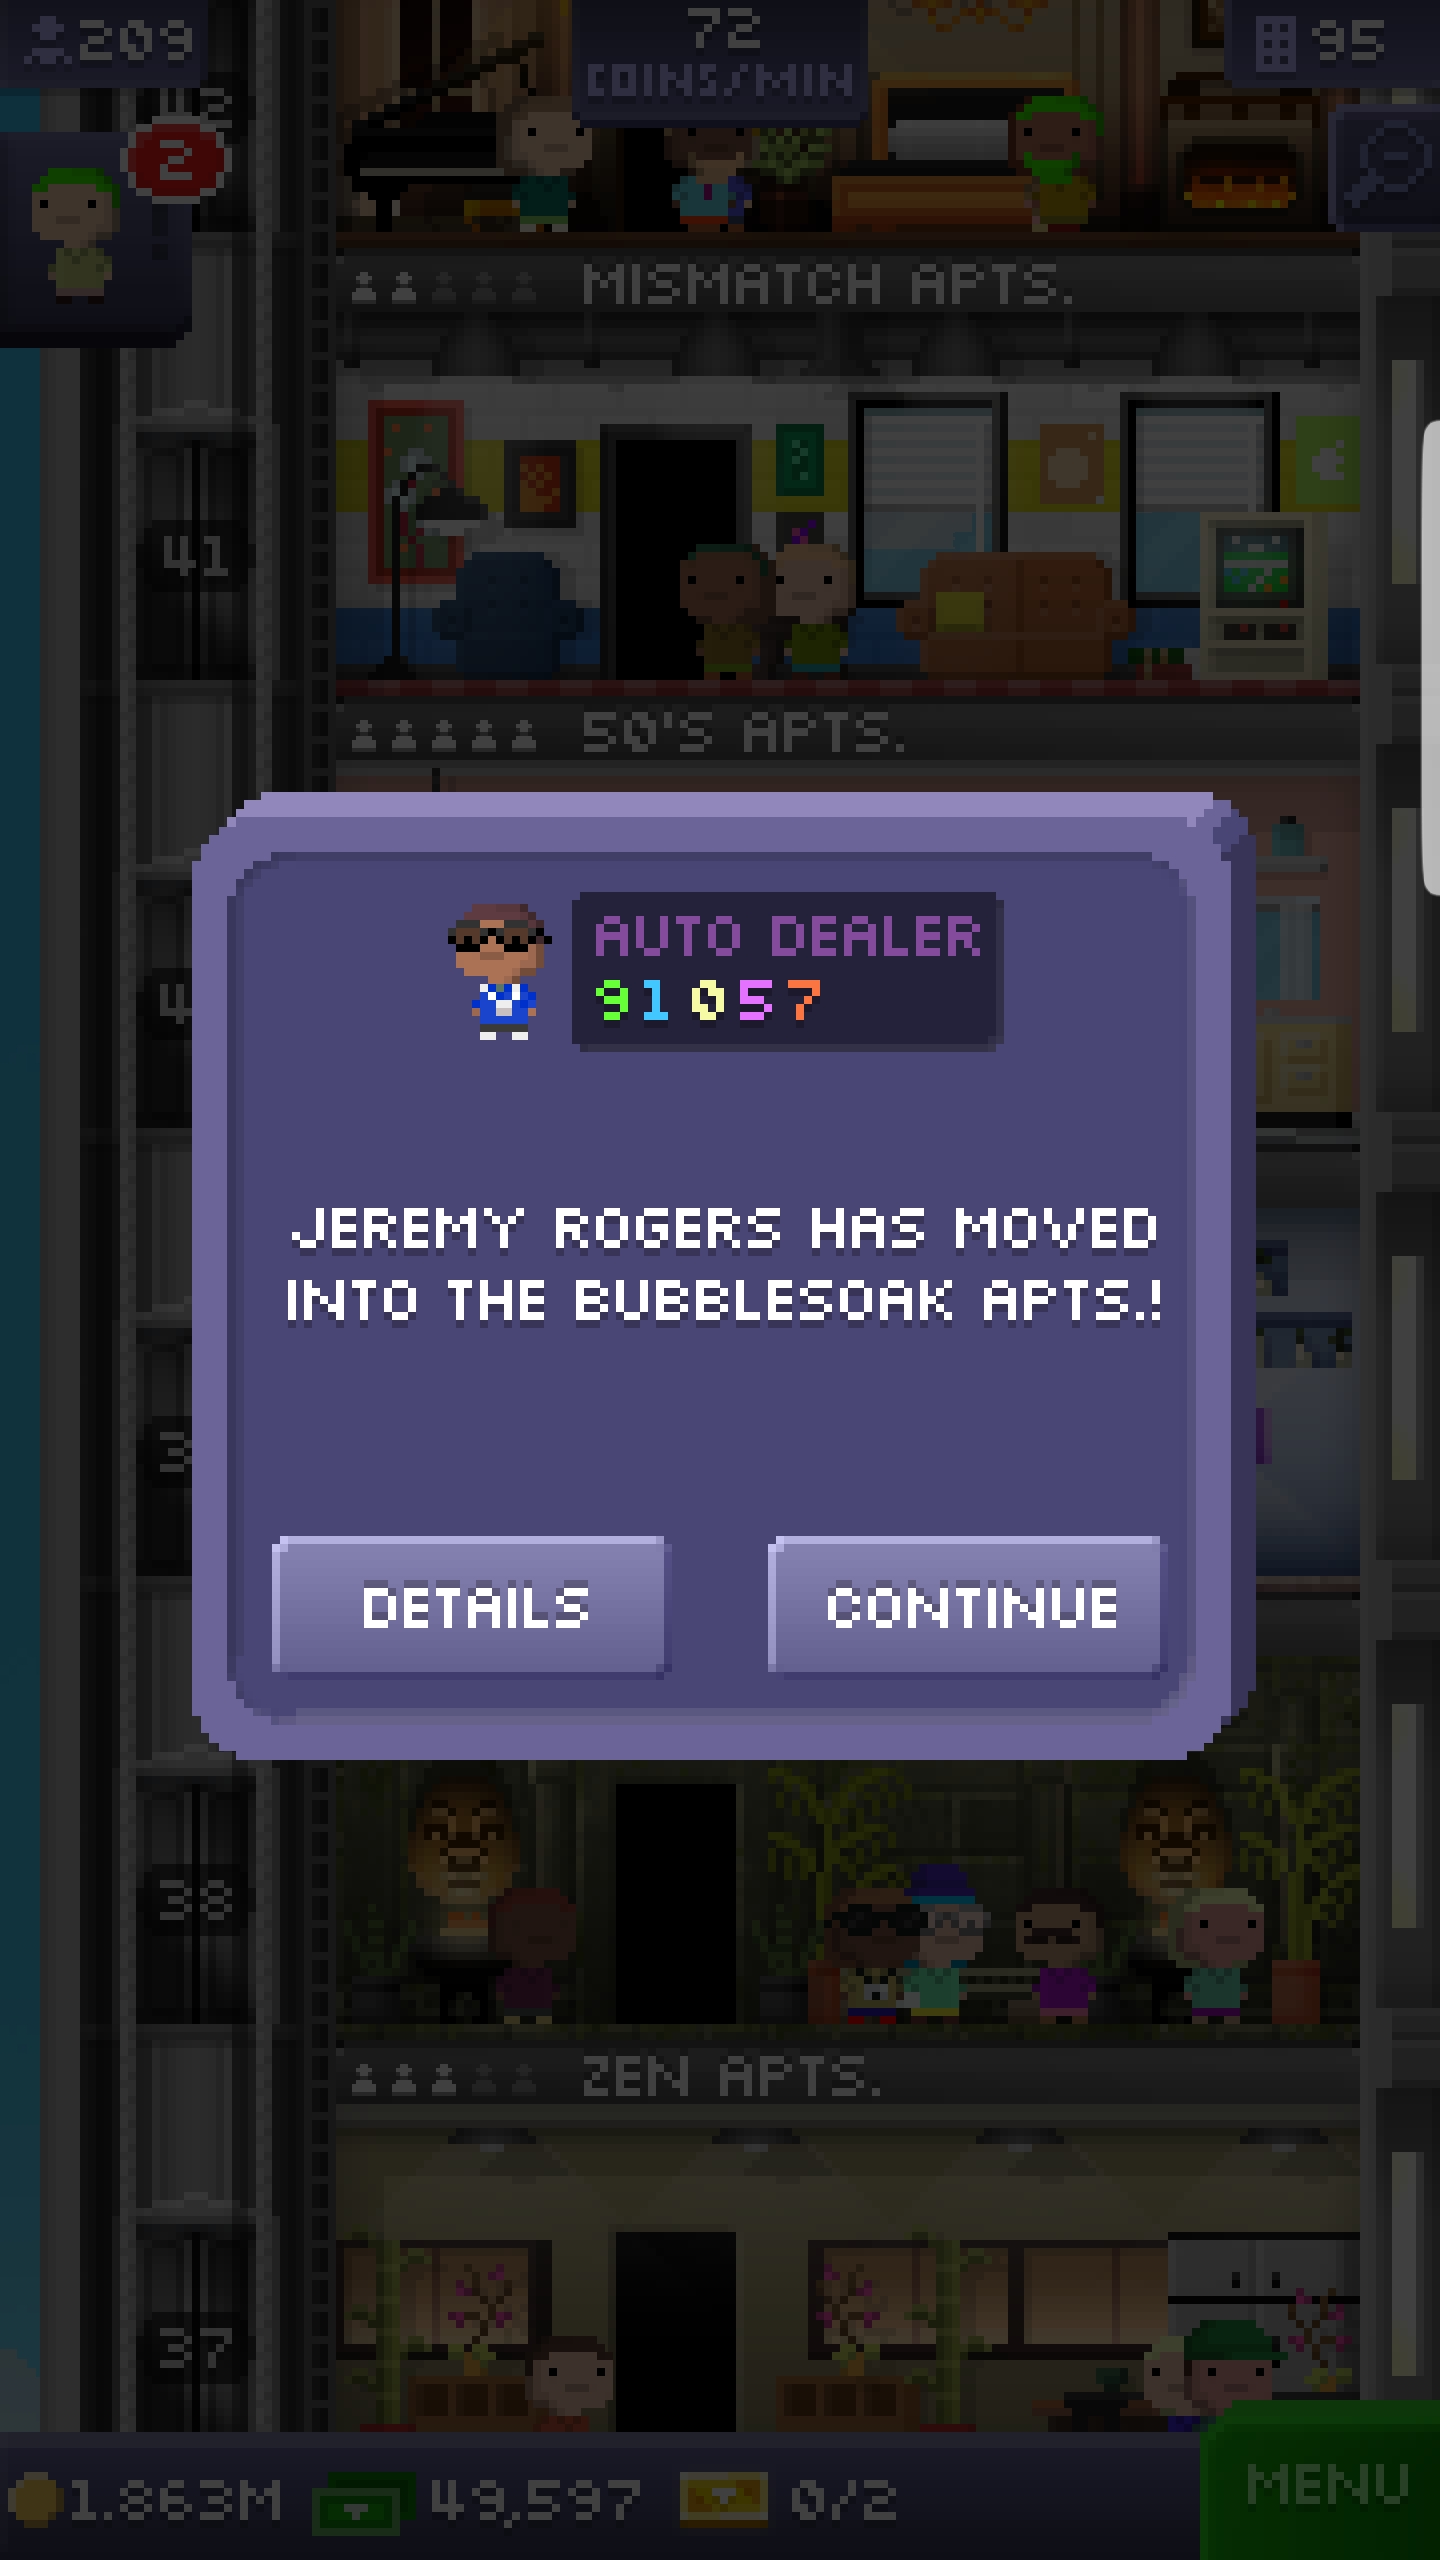 209
72
COINS/MIN
95
42
2
MISMATCH APTS.
41
50'S APTS.
AUTO DEALER
91057
JEREMY ROGERS HAS MOVED
INTO THE BUBBLESOAK APTS.!
DETAILS
CONTINUE
38
ZEN APTS.
37
1.863M
49,597
0/2
MENU